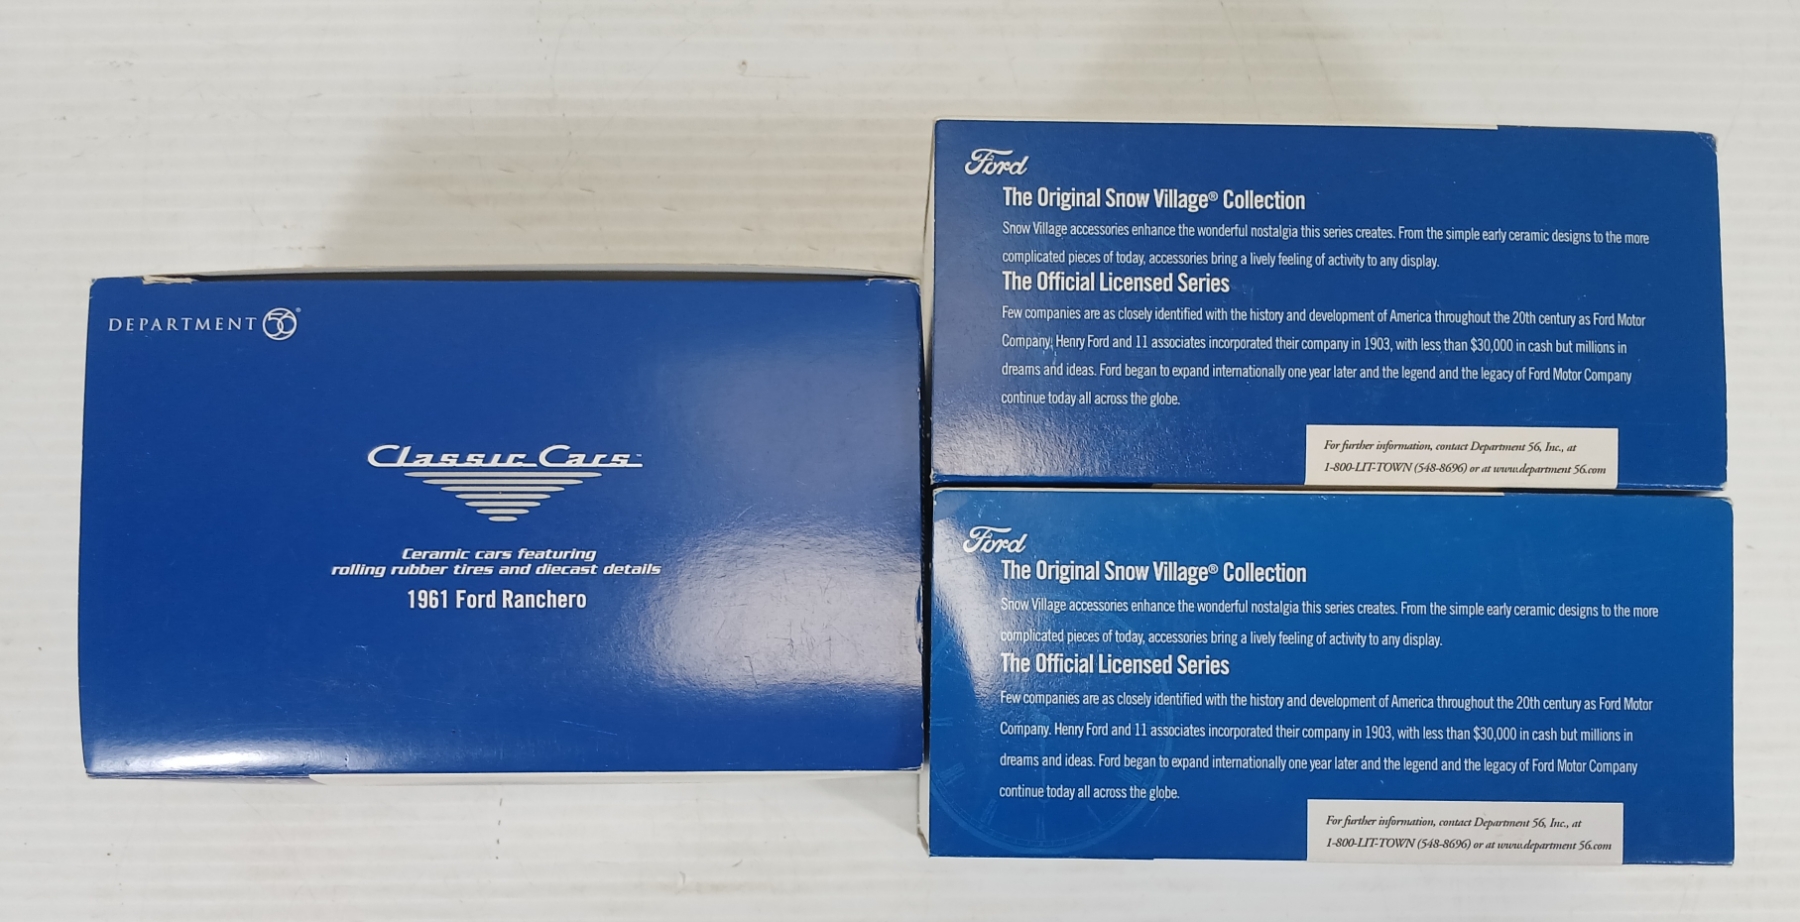 DEPARTMENT 56®
Classic Cars™
Ceramic cars featuring
rolling rubber tires and diecast details
1961 Ford Ranchero
Ford
The Original Snow Village® Collection
Snow Village accessories enhance the wonderful nostalgia this series creates. From the simple early ceramic designs to the more
complicated pieces of today, accessories bring a lively feeling of activity to any display.
The Official Licensed Series
Few companies are as closely identified with the history and development of America throughout the 20th century as Ford Motor
Company. Henry Ford and 11 associates incorporated their company in 1903, with less than $30,000 in cash but millions in
dreams and ideas. Ford began to expand internationally one year later and the legend and the legacy of Ford Motor Company
continue today all across the globe.
For further information, contact Department 56, Inc., at
1-800-LIT-TOWN (548-8696) or at www.department 56.com
Ford
The Original Snow Village® Collection
Snow Village accessories enhance the wonderful nostalgia this series creates. From the simple early ceramic designs to the more
complicated pieces of today, accessories bring a lively feeling of activity to any display.
The Official Licensed Series
Few companies are as closely identified with the history and development of America throughout the 20th century as Ford Motor
Company. Henry Ford and 11 associates incorporated their company in 1903, with less than $30,000 in cash but millions in
dreams and ideas. Ford began to expand internationally one year later and the legend and the legacy of Ford Motor Company
continue today all across the globe.
For further information, contact Department 56, Inc., at
1-800-LIT-TOWN (548-8696) or at www.department 56.com